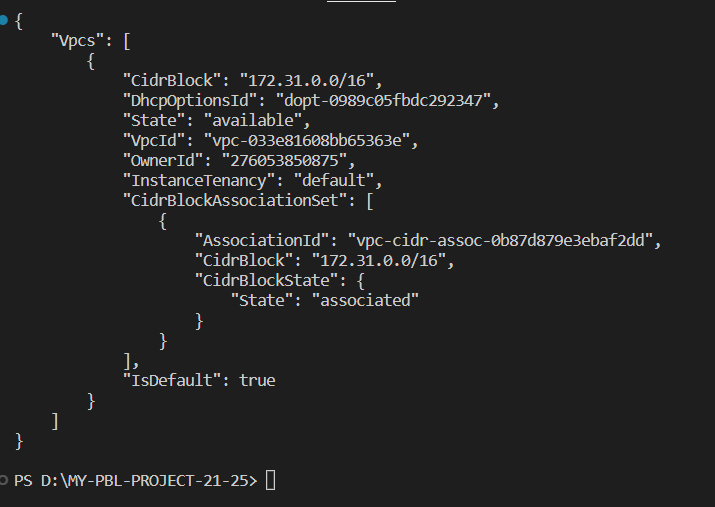 {
    "Vpcs": [
        {
            "CidrBlock": "172.31.0.0/16",
            "DhcpOptionsId": "dopt-0989c05fbdc292347",
            "State": "available",
            "VpcId": "vpc-033e81608bb65363e",
            "OwnerId": "276053850875",
            "InstanceTenancy": "default",
            "CidrBlockAssociationSet": [
                {
                    "AssociationId": "vpc-cidr-assoc-0b87d879e3ebaf2dd",
                    "CidrBlock": "172.31.0.0/16",
                    "CidrBlockState": {
                        "State": "associated"
                    }
                }
            ],
            "IsDefault": true
        }
    ]
}
PS D:\MY-PBL-PROJECT-21-25>